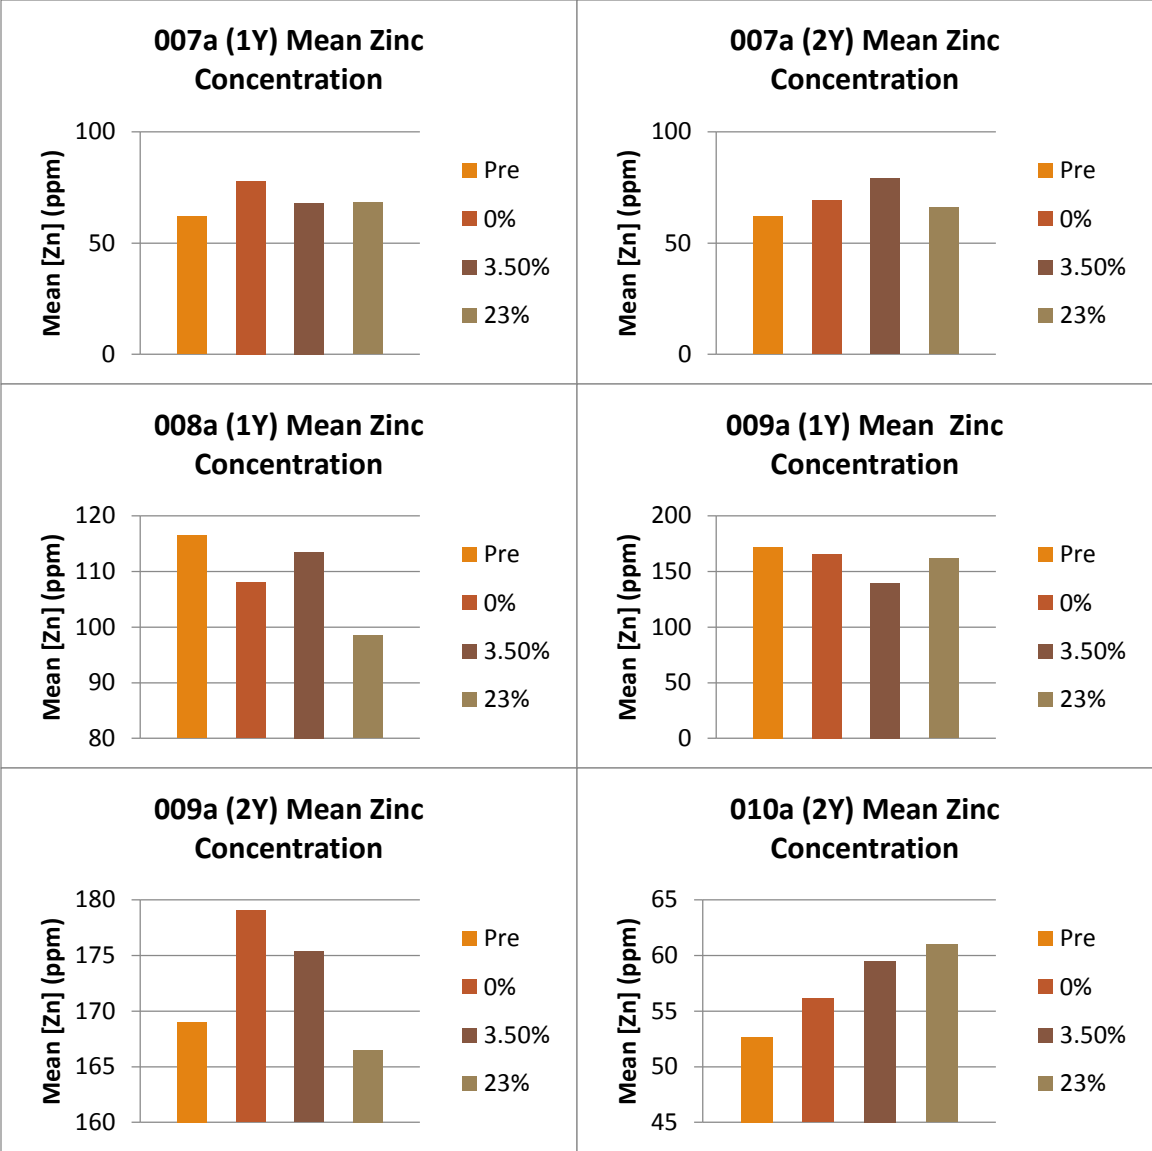 007a (1Y) Mean Zinc
Concentration
Mean [Zn] (ppm)
100
50
0
Pre
0%
3.50%
23%
007a (2Y) Mean Zinc
Concentration
Mean [Zn] (ppm)
100
50
0
Pre
0%
3.50%
23%
008a (1Y) Mean Zinc
Concentration
Mean [Zn] (ppm)
120
110
100
90
80
Pre
0%
3.50%
23%
009a (1Y) Mean  Zinc
Concentration
Mean [Zn] (ppm)
200
150
100
50
0
Pre
0%
3.50%
23%
009a (2Y) Mean Zinc
Concentration
Mean [Zn] (ppm)
180
175
170
165
160
Pre
0%
3.50%
23%
010a (2Y) Mean Zinc
Concentration
Mean [Zn] (ppm)
65
60
55
50
45
Pre
0%
3.50%
23%